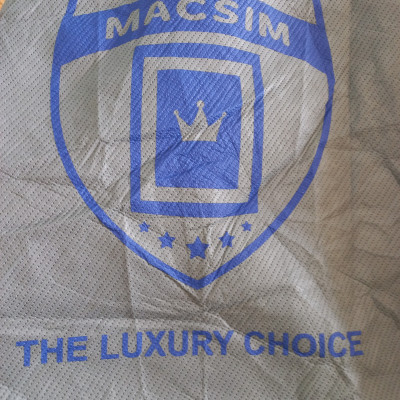 MACSIM
THE LUXURY CHOICE